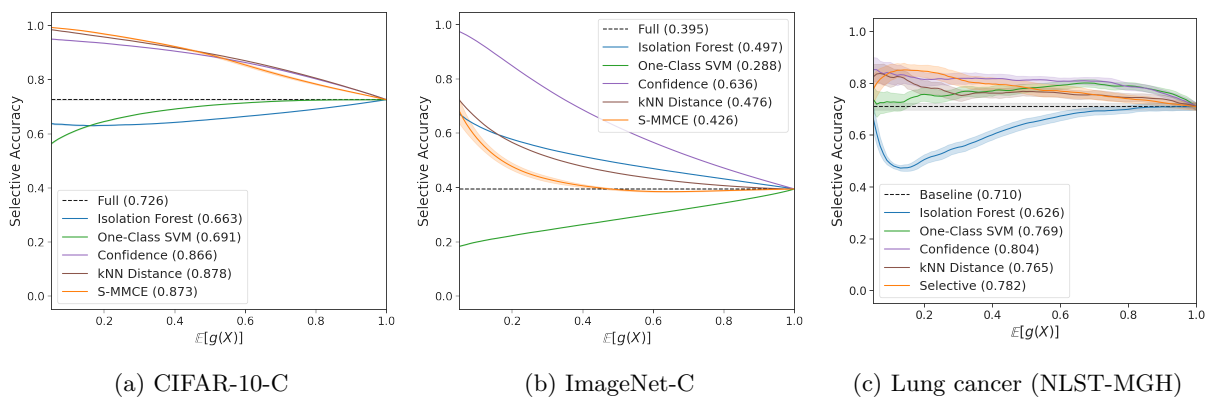 1.0
0.8
0.6
0.4
0.2
0.0
Selective Accuracy
Full (0.726)
Isolation Forest (0.663)
One-Class SVM (0.691)
Confidence (0.866)
kNN Distance (0.878)
S-MMCE (0.873)
0.2 0.4 0.6 0.8 1.0
𝔼[g(X)]
(a) CIFAR-10-C
1.0
0.8
0.6
0.4
0.2
0.0
Selective Accuracy
Full (0.395)
Isolation Forest (0.497)
One-Class SVM (0.288)
Confidence (0.636)
kNN Distance (0.476)
S-MMCE (0.426)
0.2 0.4 0.6 0.8 1.0
𝔼[g(X)]
(b) ImageNet-C
1.0
0.8
0.6
0.4
0.2
0.0
Selective Accuracy
Baseline (0.710)
Isolation Forest (0.626)
One-Class SVM (0.769)
Confidence (0.804)
kNN Distance (0.765)
Selective (0.782)
0.2 0.4 0.6 0.8 1.0
𝔼[g(X)]
(c) Lung cancer (NLST-MGH)